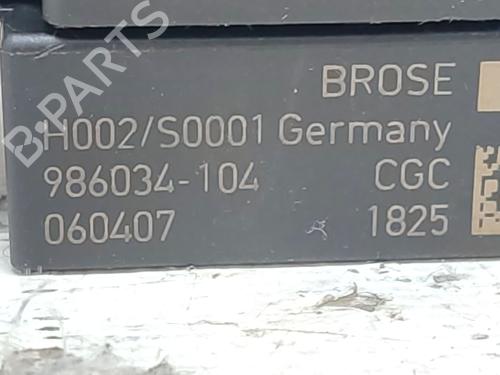 BROSE
H002/S0001 Germany
986034-104 CGC
060407 1825
B-PARTS